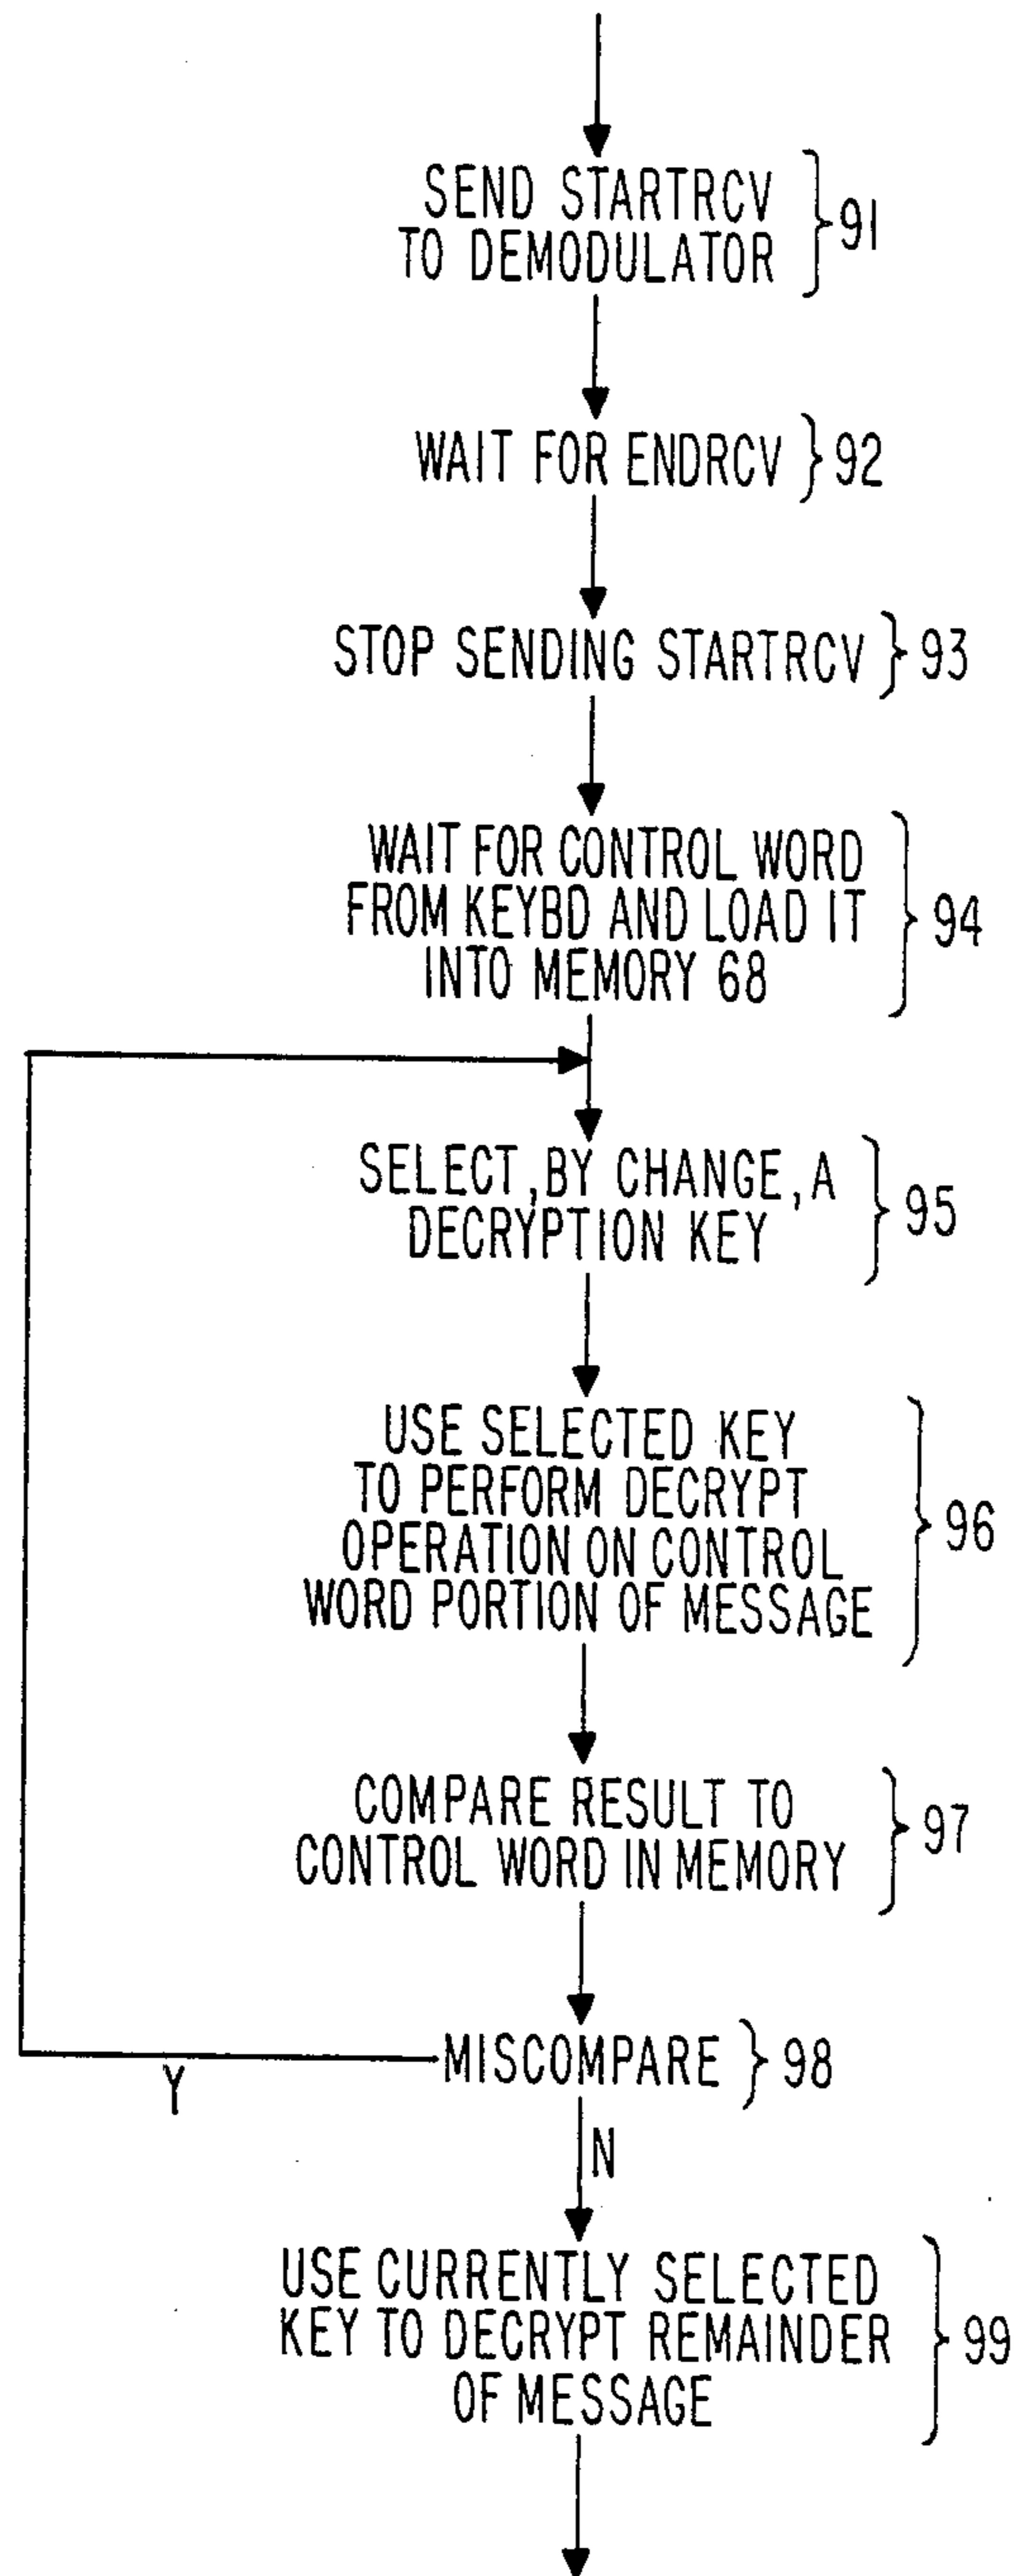 SEND STARTRCV
TO DEMODULATOR
91
WAIT FOR ENDRCV
92
STOP SENDING STARTRCV
93
WAIT FOR CONTROL WORD
FROM KEYBD AND LOAD IT
INTO MEMORY 68
94
SELECT, BY CHANGE, A
DECRYPTION KEY
95
USE SELECTED KEY
TO PERFORM DECRYPT
OPERATION ON CONTROL
WORD PORTION OF MESSAGE
96
COMPARE RESULT TO
CONTROL WORD IN MEMORY
97
MISCOMPARE
98
Y
N
USE CURRENTLY SELECTED
KEY TO DECRYPT REMAINDER
OF MESSAGE
99